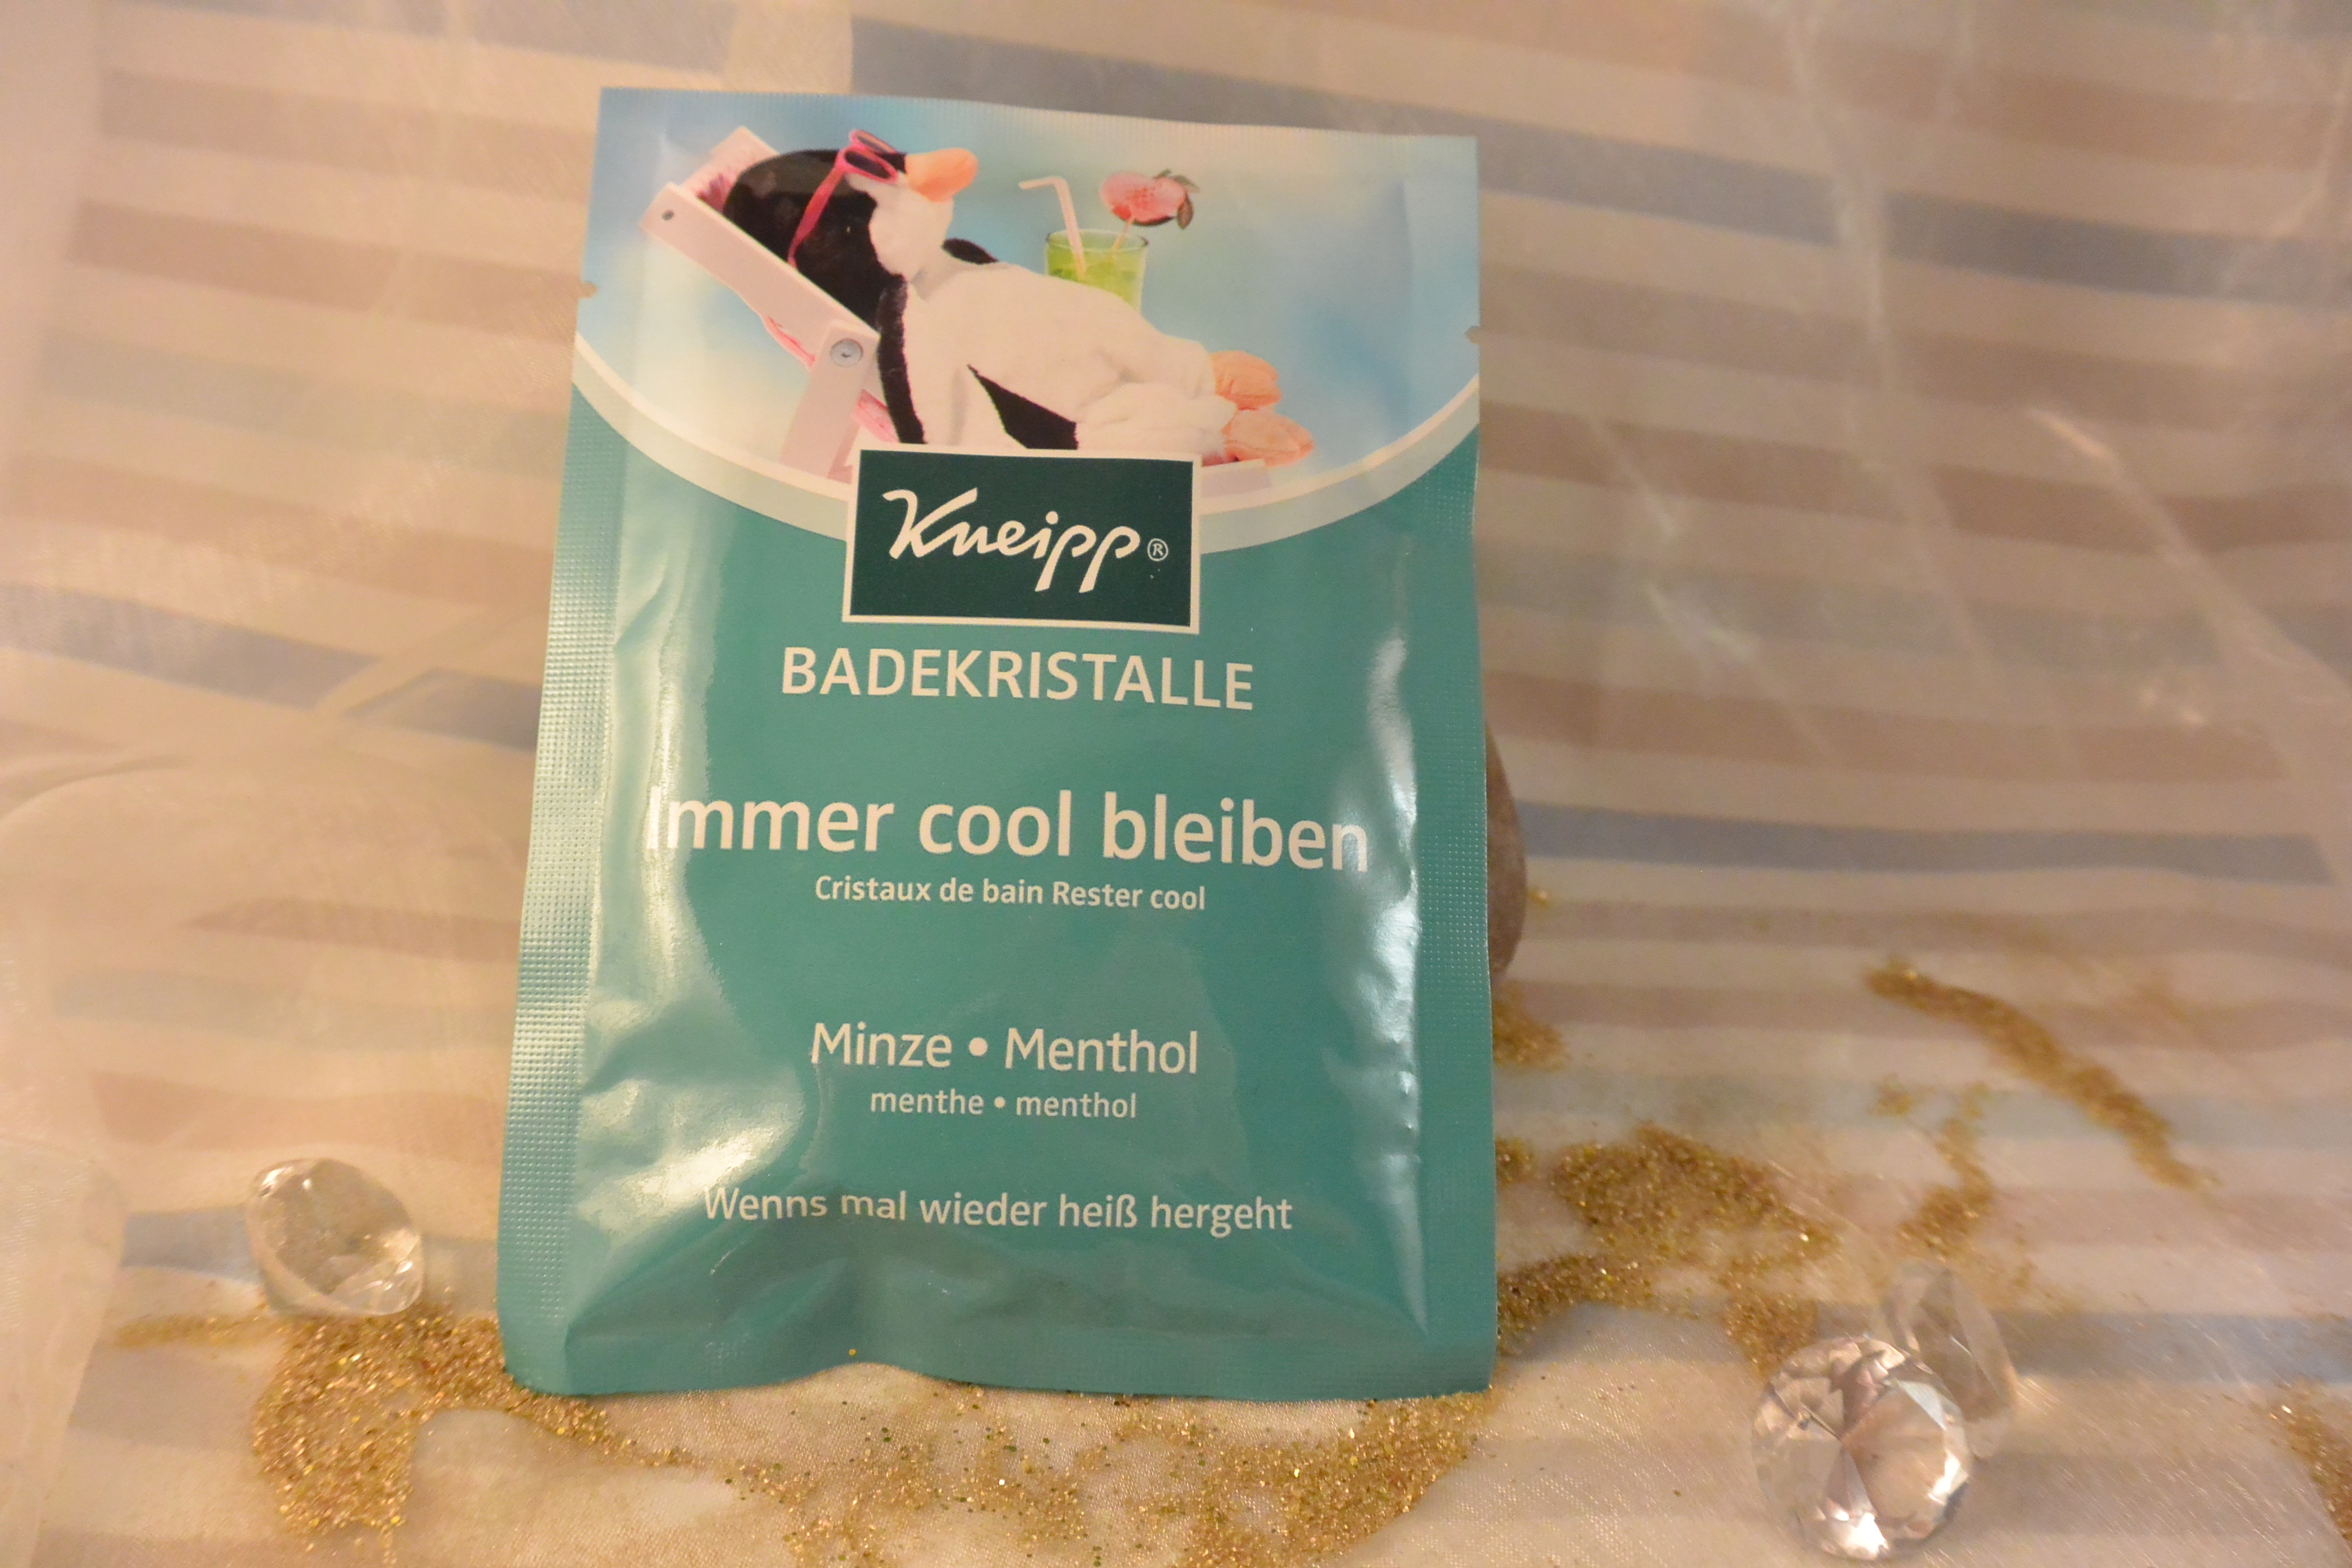 Kneipp®
BADEKRISTALLE
Immer cool bleiben
Cristaux de bain Rester cool
Minze • Menthol
menthe • menthol
Wenns mal wieder heiß hergeht